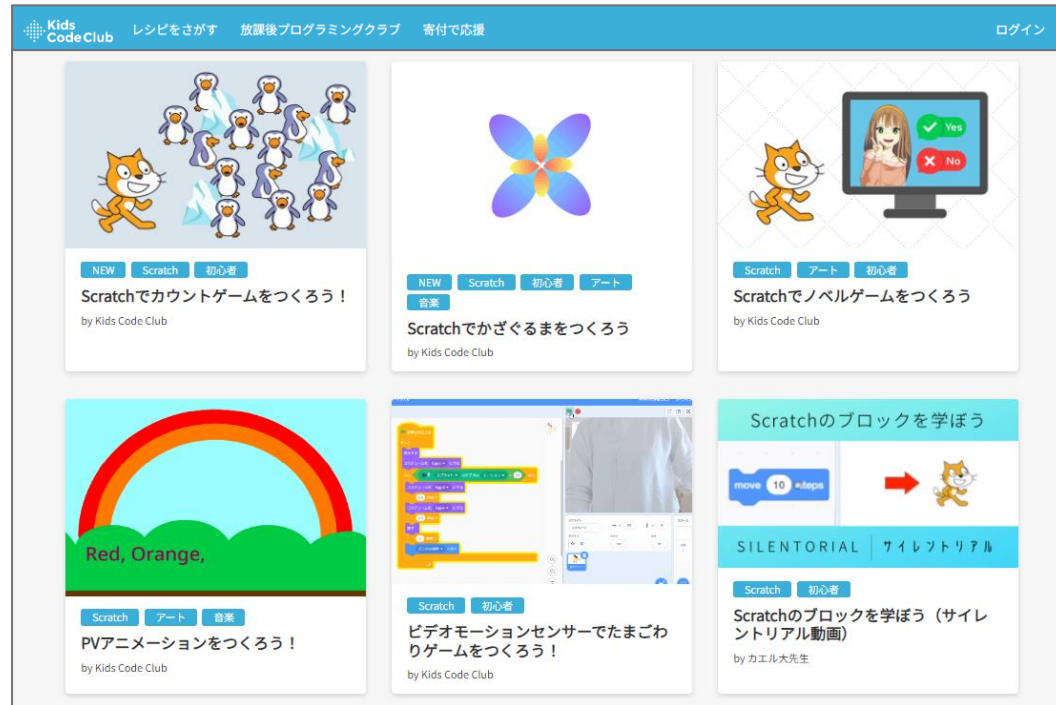 Kids
Code Club
レシピをさがす 放課後プログラミングクラブ 寄付で応援 ログイン
Yes
No
NEW Scratch 初心者
Scratchでカウントゲームをつくろう！
by Kids Code Club
NEW Scratch 初心者 アート
音楽
Scratchでかざぐるまをつくろう
by Kids Code Club
Scratch アート 初心者
Scratchでノベルゲームをつくろう
by Kids Code Club
Red, Orange,
Scratch アート 音楽
PVアニメーションをつくろう！
by Kids Code Club
Scratch 初心者
ビデオモーションセンサーでたまごわ
りゲームをつくろう！
by Kids Code Club
Scratchのブロックを学ぼう
move 10 steps
SILENTORIAL サイレントリアル
Scratch 初心者
Scratchのブロックを学ぼう（サイレ
ントリアル動画）
by カエル大先生